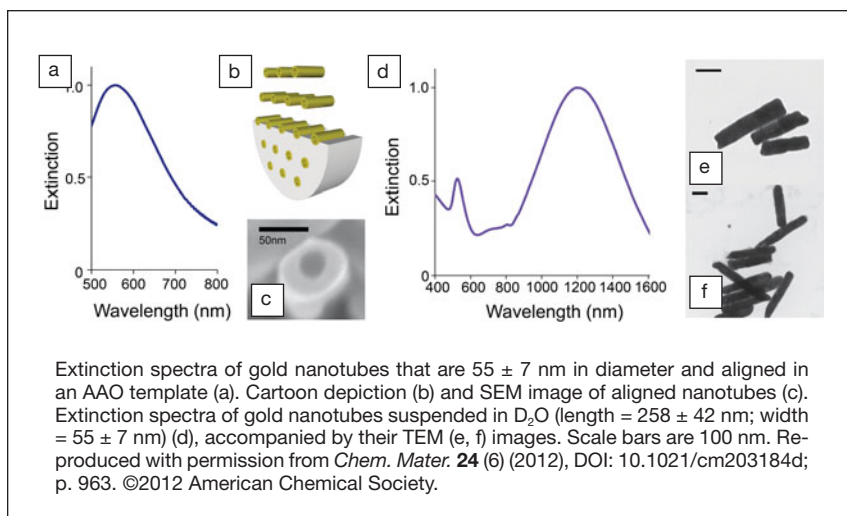 a
b
d
1.0
0.5
0
Extinction
500 600 700 800
Wavelength (nm)
50nm
c
1.0
0.5
0
Extinction
400 600 800 1000 1200 1400 1600
Wavelength (nm)
e
f
Extinction spectra of gold nanotubes that are 55 ± 7 nm in diameter and aligned in
an AAO template (a). Cartoon depiction (b) and SEM image of aligned nanotubes (c).
Extinction spectra of gold nanotubes suspended in D₂O (length = 258 ± 42 nm; width
= 55 ± 7 nm) (d), accompanied by their TEM (e, f) images. Scale bars are 100 nm. Re-
produced with permission from Chem. Mater. 24 (6) (2012), DOI: 10.1021/cm203184d;
p. 963. ©2012 American Chemical Society.